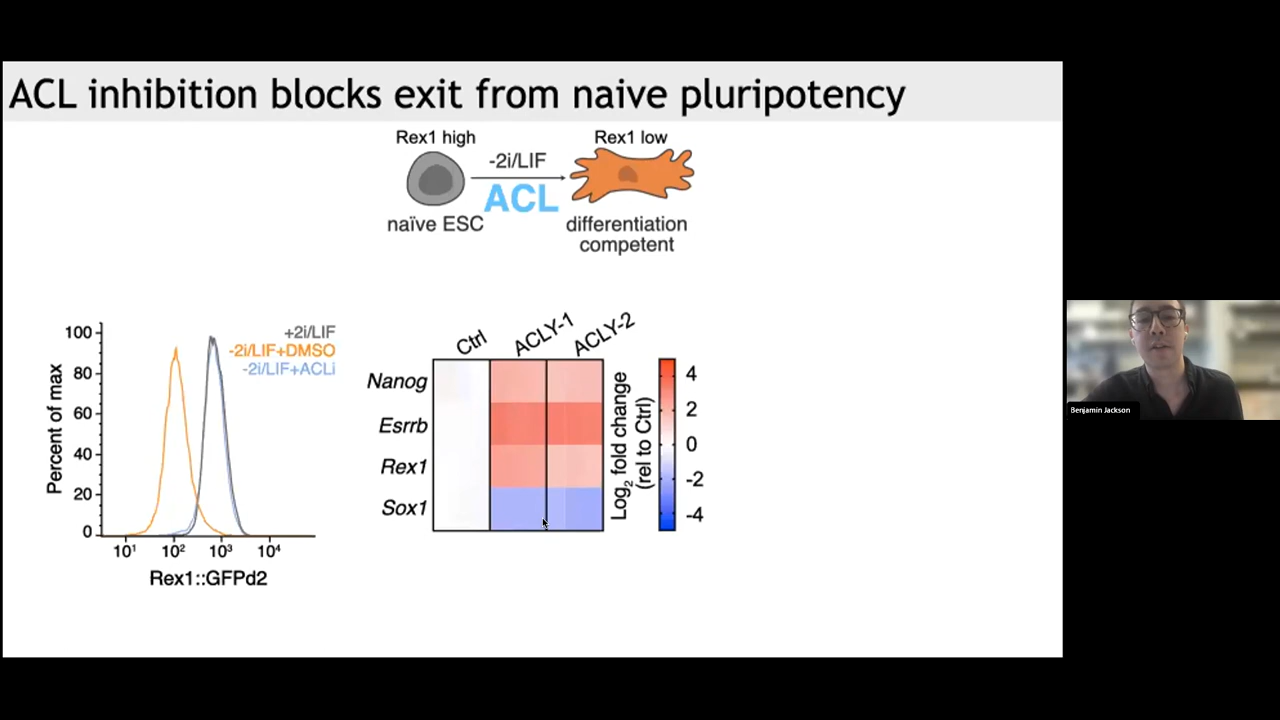 ACL inhibition blocks exit from naive pluripotency
Rex1 high
Rex1 low
-2i/LIF
ACL
naïve ESC
differentiation
competent
100
80
60
40
20
0
Percent of max
+2i/LIF
-2i/LIF+DMSO
-2i/LIF+ACLi
10¹ 10² 10³ 10⁴
Rex1::GFPd2
Ctrl
ACLY-1
ACLY-2
Nanog
Esrrb
Rex1
Sox1
Log₂ fold change
(rel to Ctrl)
4
2
0
-2
-4
Benjamin Jackson